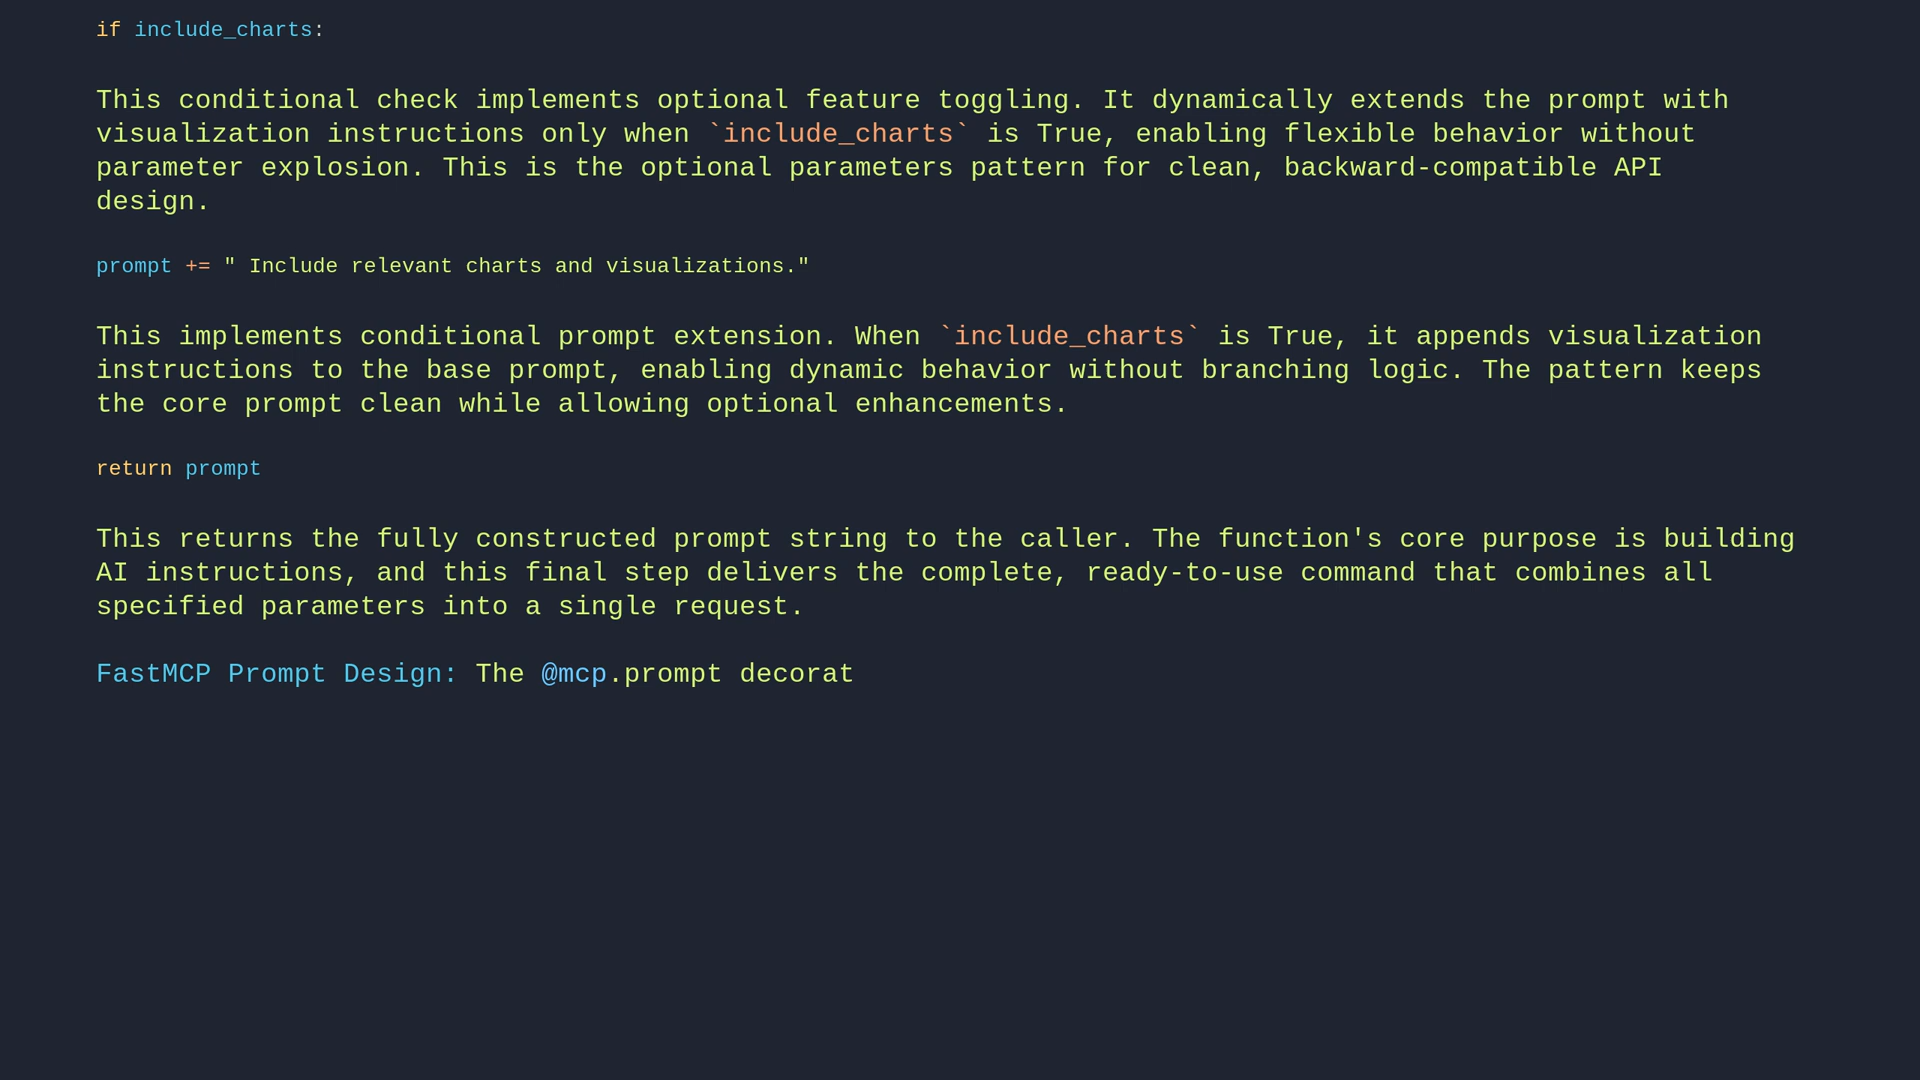 if include_charts:
This conditional check implements optional feature toggling. It dynamically extends the prompt with
visualization instructions only when `include_charts` is True, enabling flexible behavior without
parameter explosion. This is the optional parameters pattern for clean, backward-compatible API
design.
prompt += " Include relevant charts and visualizations."
This implements conditional prompt extension. When `include_charts` is True, it appends visualization
instructions to the base prompt, enabling dynamic behavior without branching logic. The pattern keeps
the core prompt clean while allowing optional enhancements.
return prompt
This returns the fully constructed prompt string to the caller. The function's core purpose is building
AI instructions, and this final step delivers the complete, ready-to-use command that combines all
specified parameters into a single request.
FastMCP Prompt Design: The @mcp.prompt decorat